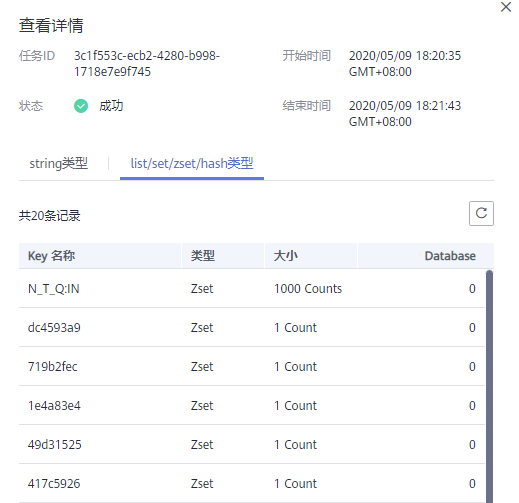 查看详情
任务ID 3c1f553c-ecb2-4280-b998-1718e7e9f745 开始时间 2020/05/09 18:20:35 GMT+08:00
状态 成功 结束时间 2020/05/09 18:21:43 GMT+08:00
string类型 list/set/zset/hash类型
共20条记录
Key 名称 类型 大小 Database
N_T_Q:IN Zset 1000 Counts 0
dc4593a9 Zset 1 Count 0
719b2fec Zset 1 Count 0
1e4a83e4 Zset 1 Count 0
49d31525 Zset 1 Count 0
417c5926 Zset 1 Count 0